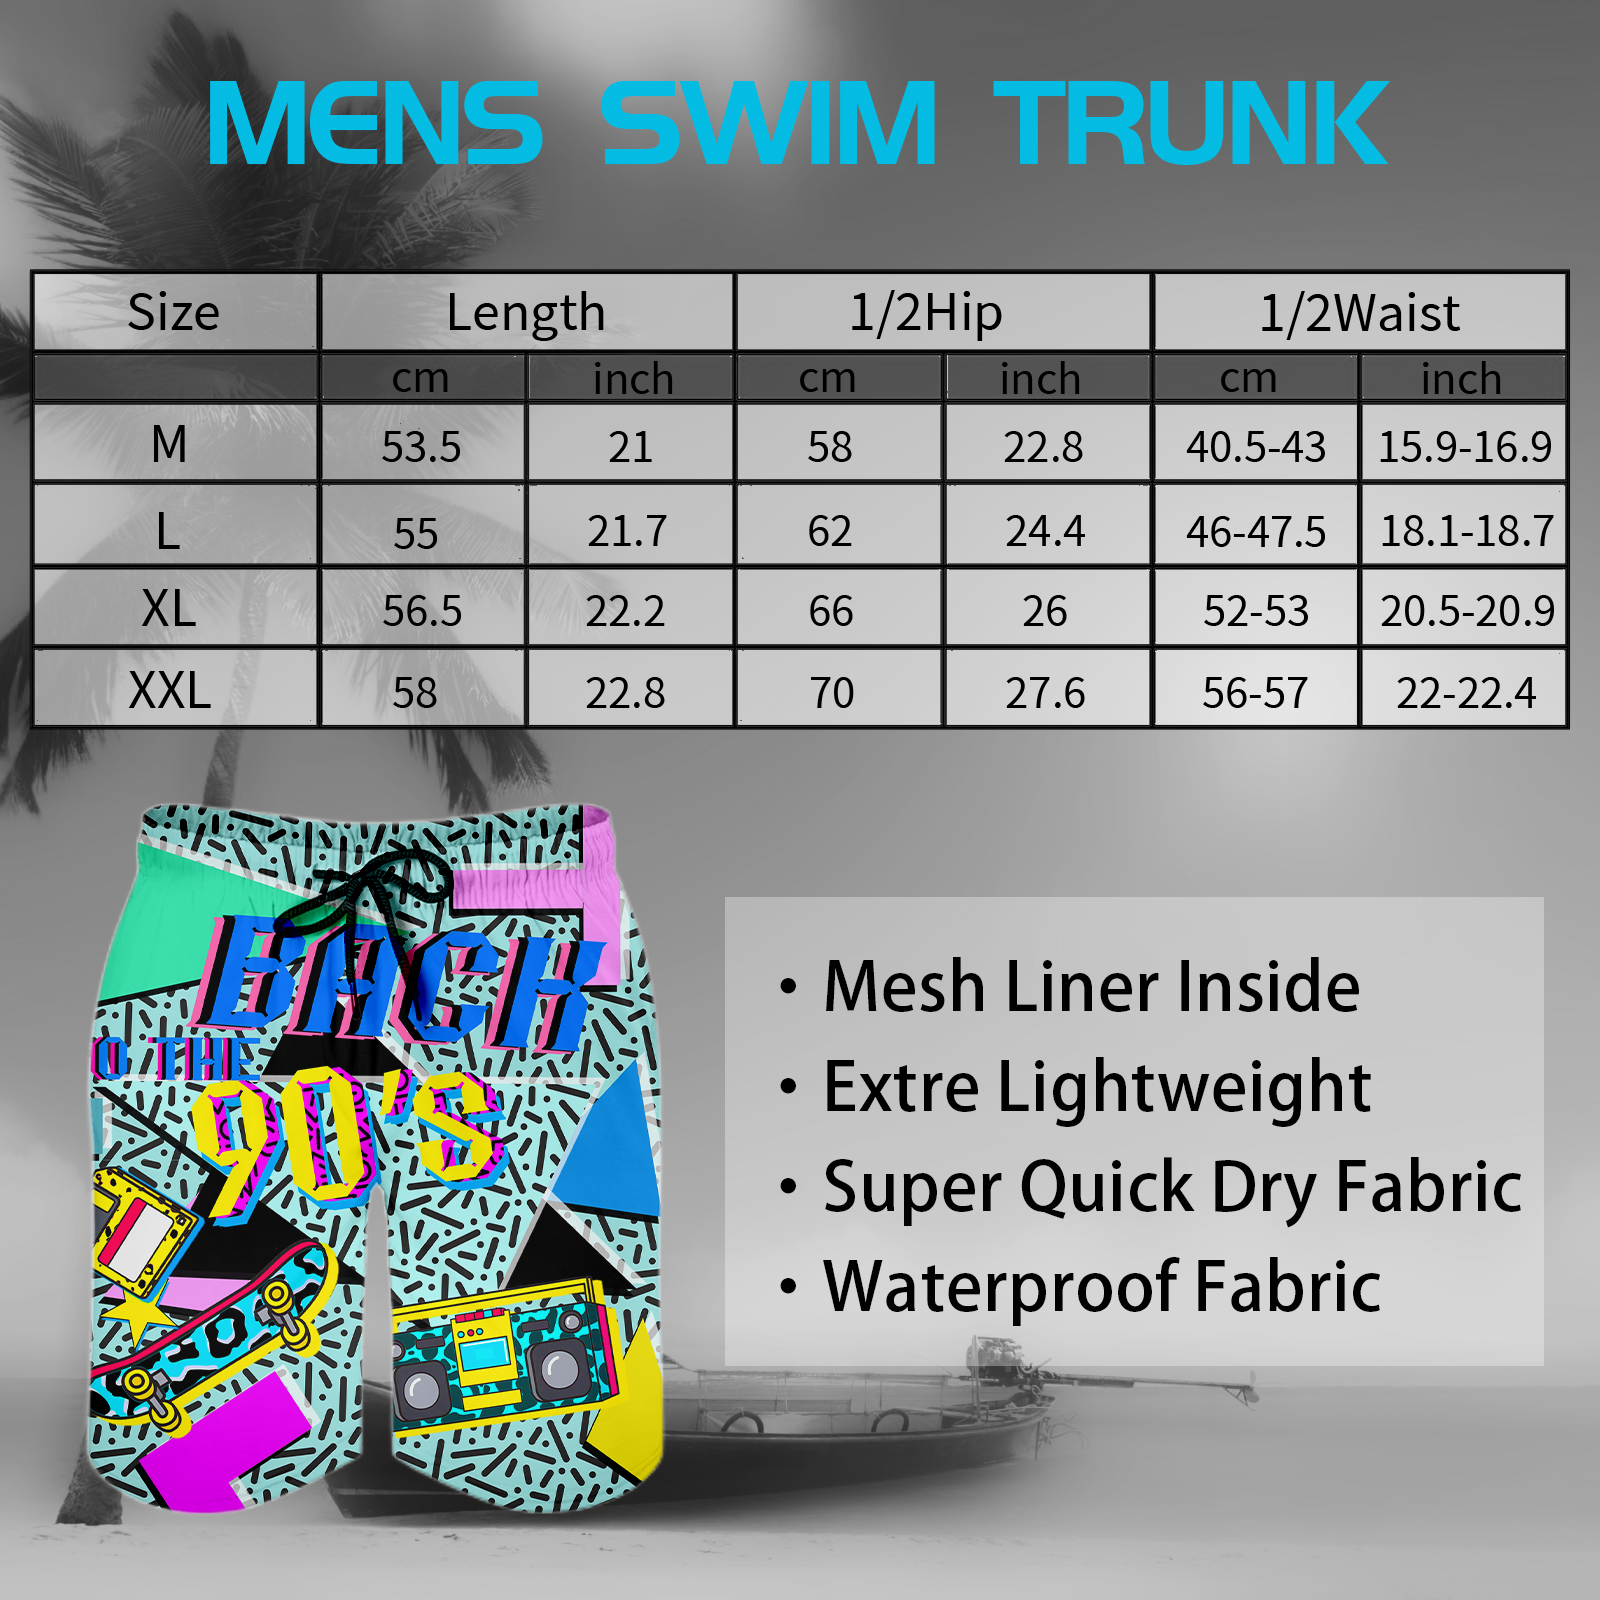 MENS SWIM TRUNK
Size Length 1/2Hip 1/2Waist
cm inch cm inch cm inch
M 53.5 21 58 22.8 40.5-43 15.9-16.9
L 55 21.7 62 24.4 46-47.5 18.1-18.7
XL 56.5 22.2 66 26 52-53 20.5-20.9
XXL 58 22.8 70 27.6 56-57 22-22.4
BACK
O THE
90'S
• Mesh Liner Inside
• Extre Lightweight
• Super Quick Dry Fabric
• Waterproof Fabric